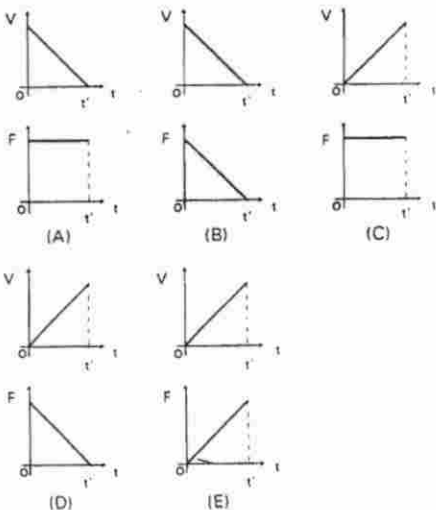 V V V
O t' t O t' t O t' t
F F F
O t' t O t' t O t' t
(A) (B) (C)
V V
O t' t O t' t
F F
O t' t O t' t
(D) (E)